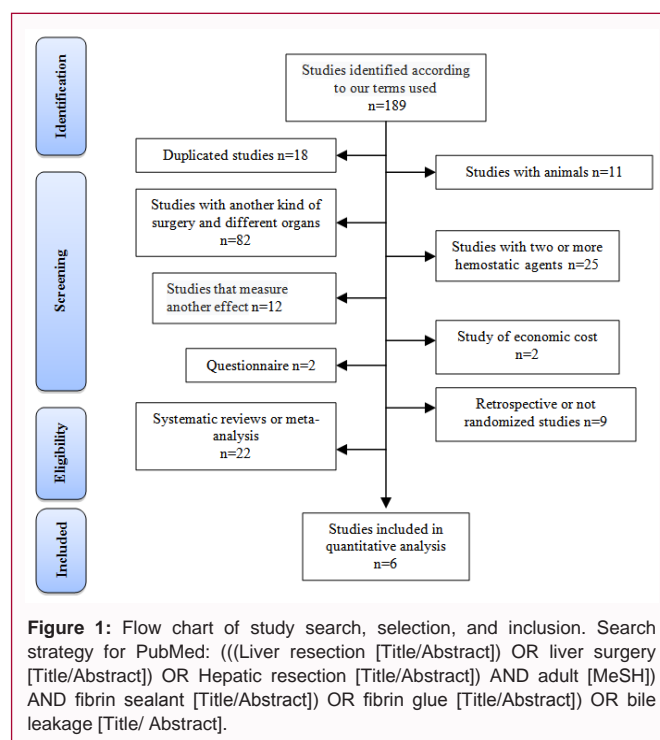 Identification
Studies identified according
to our terms used
n=189
Duplicated studies n=18
Studies with animals n=11
Screening
Studies with another kind of
surgery and different organs
n=82
Studies with two or more
hemostatic agents n=25
Studies that measure
another effect n=12
Study of economic cost
n=2
Questionnaire n=2
Retrospective or not
randomized studies n=9
Eligibility
Systematic reviews or meta-
analysis
n=22
Included
Studies included in
quantitative analysis
n=6
Figure 1: Flow chart of study search, selection, and inclusion. Search
strategy for PubMed: (((Liver resection [Title/Abstract]) OR liver surgery
[Title/Abstract]) OR Hepatic resection [Title/Abstract]) AND adult [MeSH])
AND fibrin sealant [Title/Abstract]) OR fibrin glue [Title/Abstract]) OR bile
leakage [Title/ Abstract].